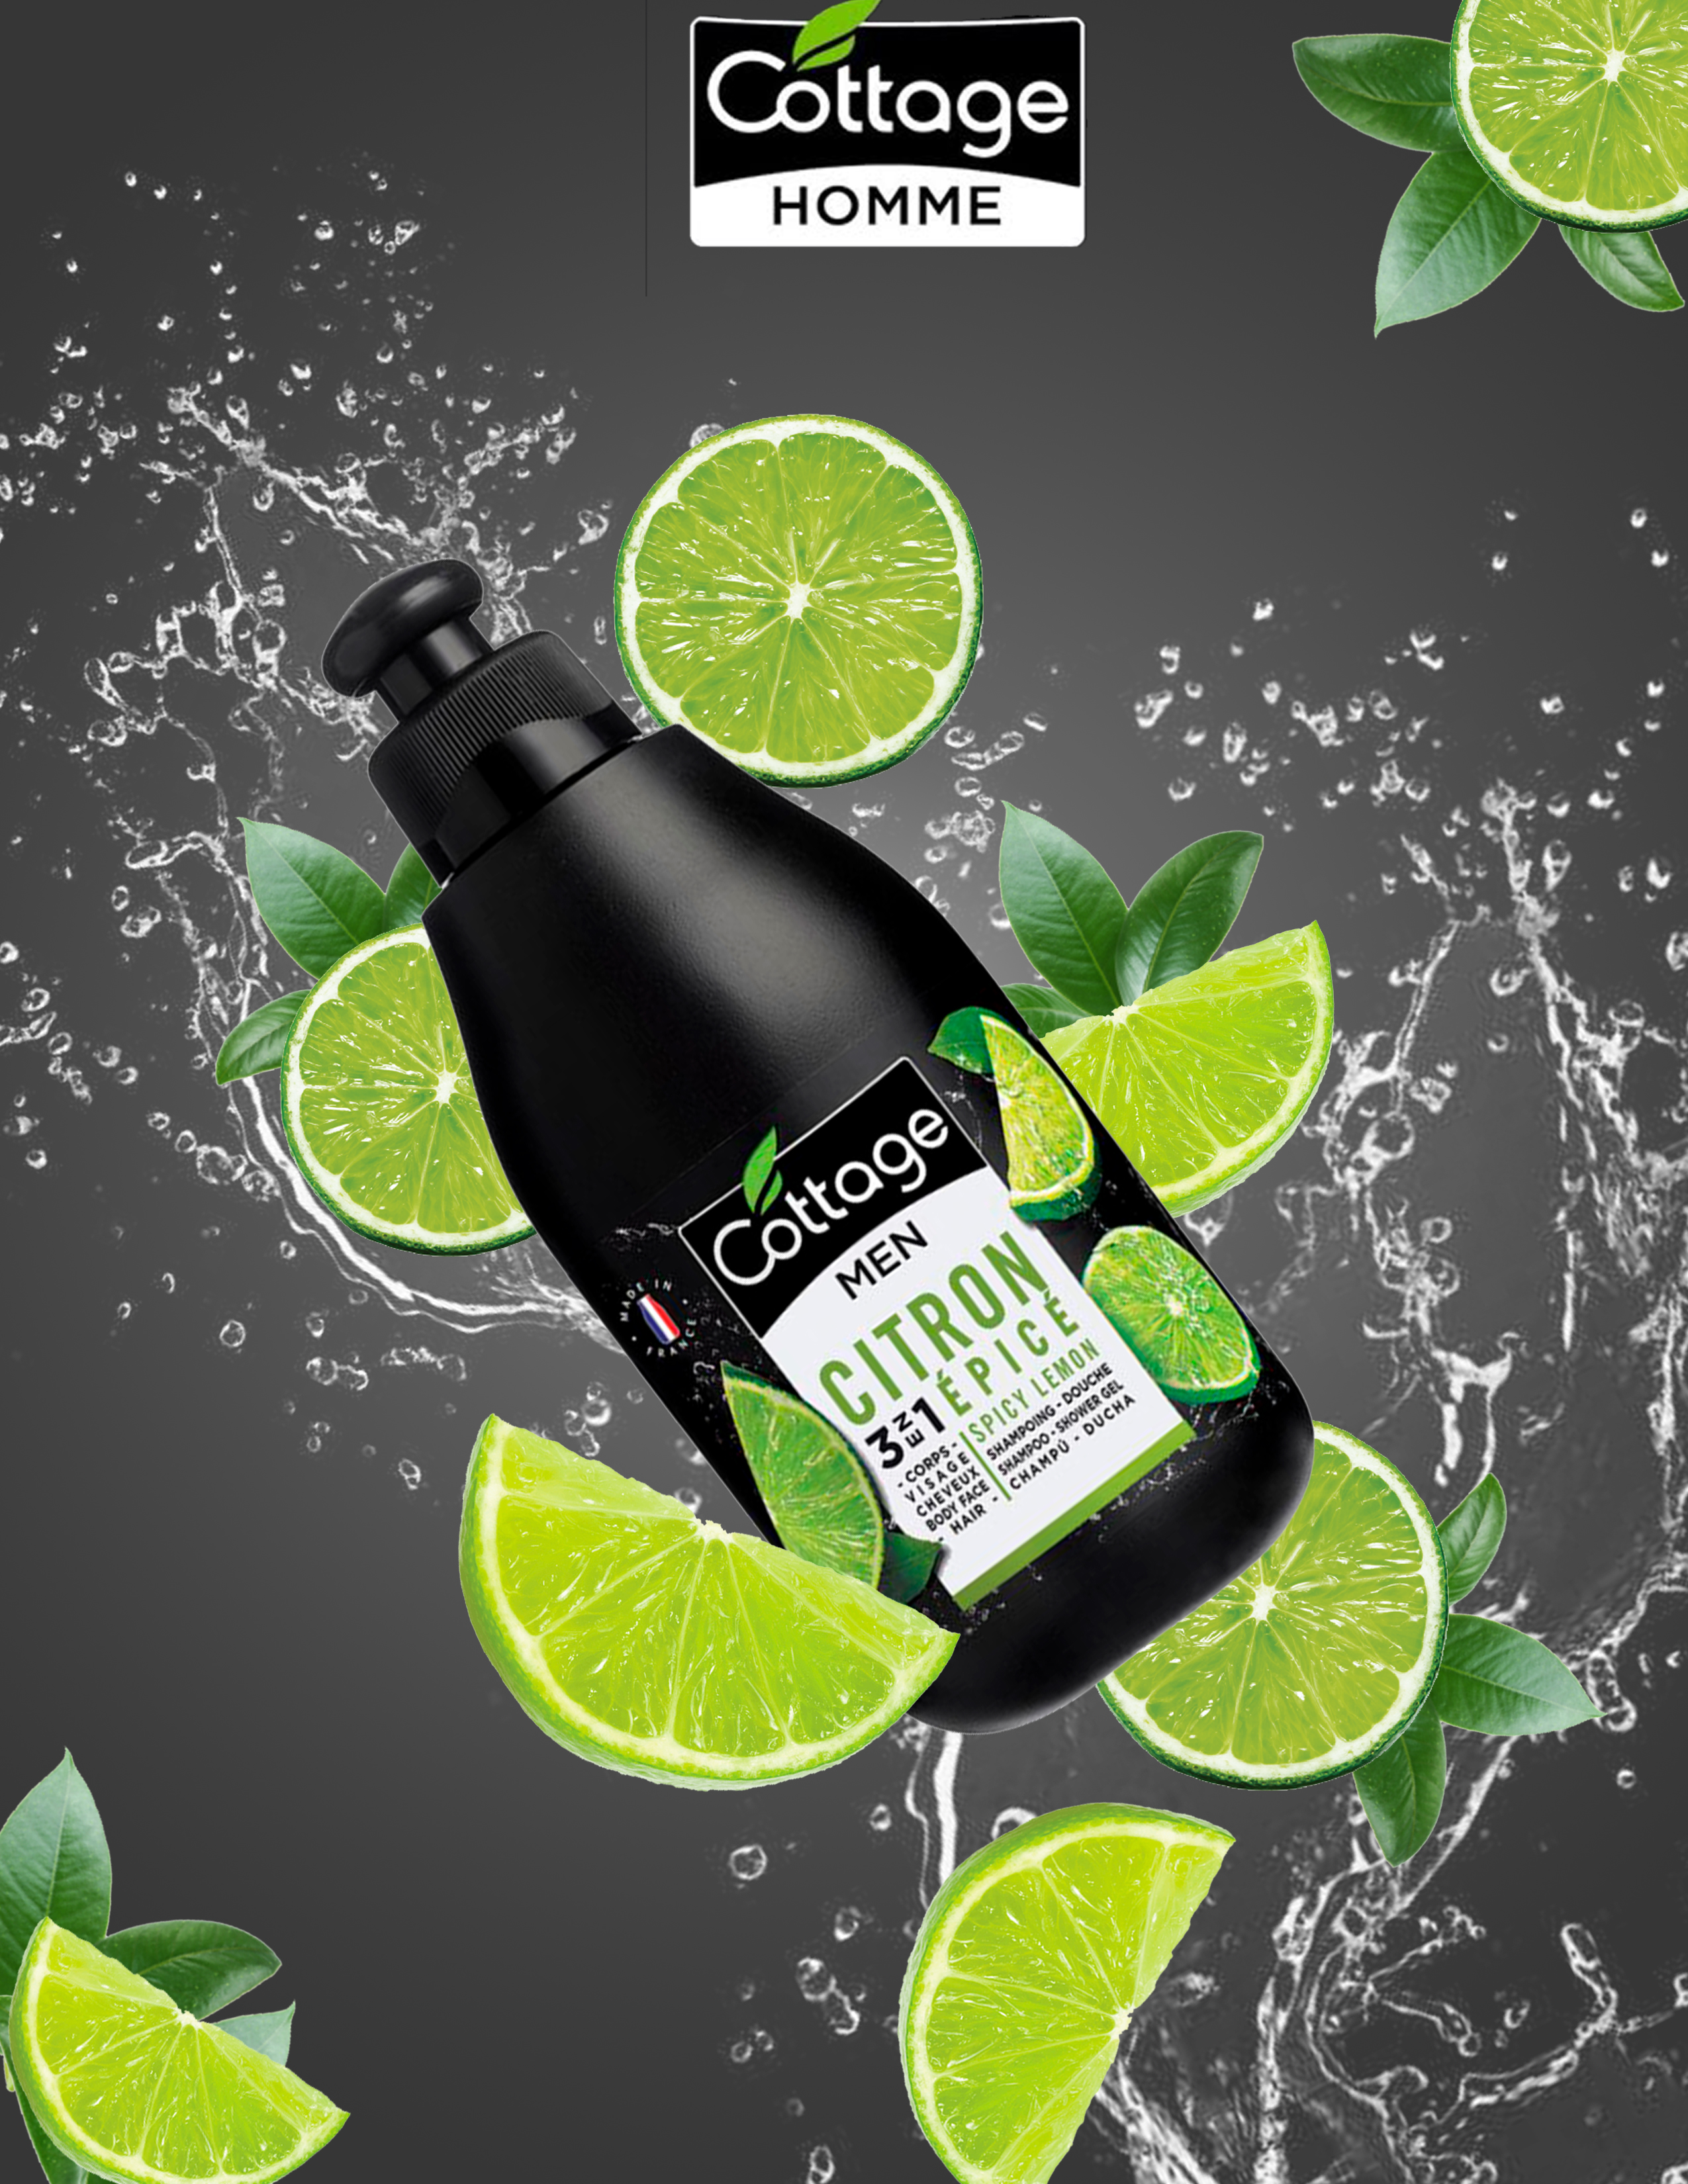 Cottage
HOMME
Cottage
MEN
CITRON
ÉPICÉ
3 EN 1
SPICY LEMON
- CORPS -
VISAGE
CHEVEUX
BODY FACE
- HAIR -
SHAMPOING - DOUCHE
SHAMPOO - SHOWER GEL
CHAMPÚ - DUCHA
• MADE IN •
FRANCE